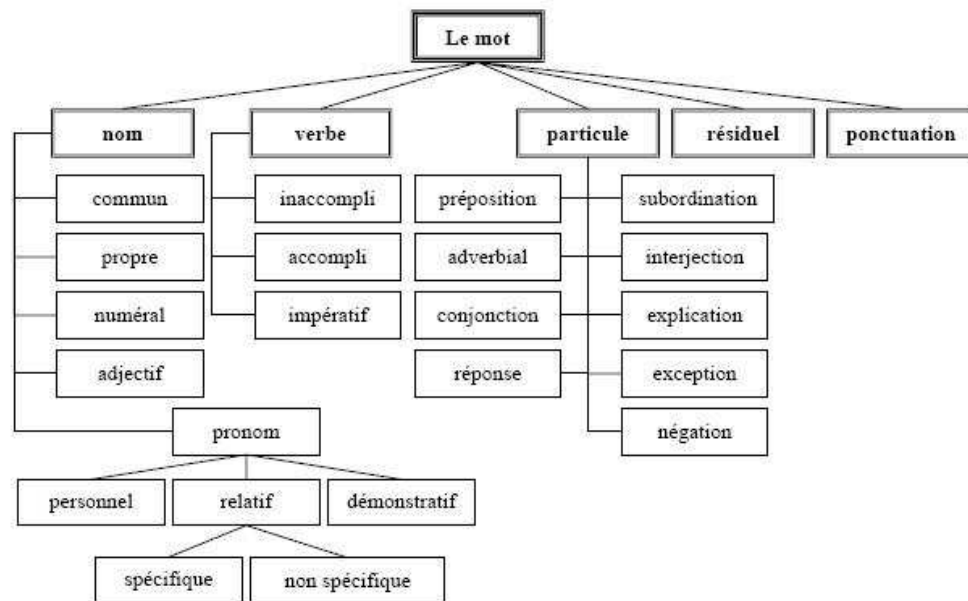 Le mot
nom verbe particule résiduel ponctuation
commun inaccompli préposition subordination
propre accompli adverbial interjection
numéral impératif conjonction explication
adjectif réponse exception
pronom négation
personnel relatif démonstratif
spécifique non spécifique